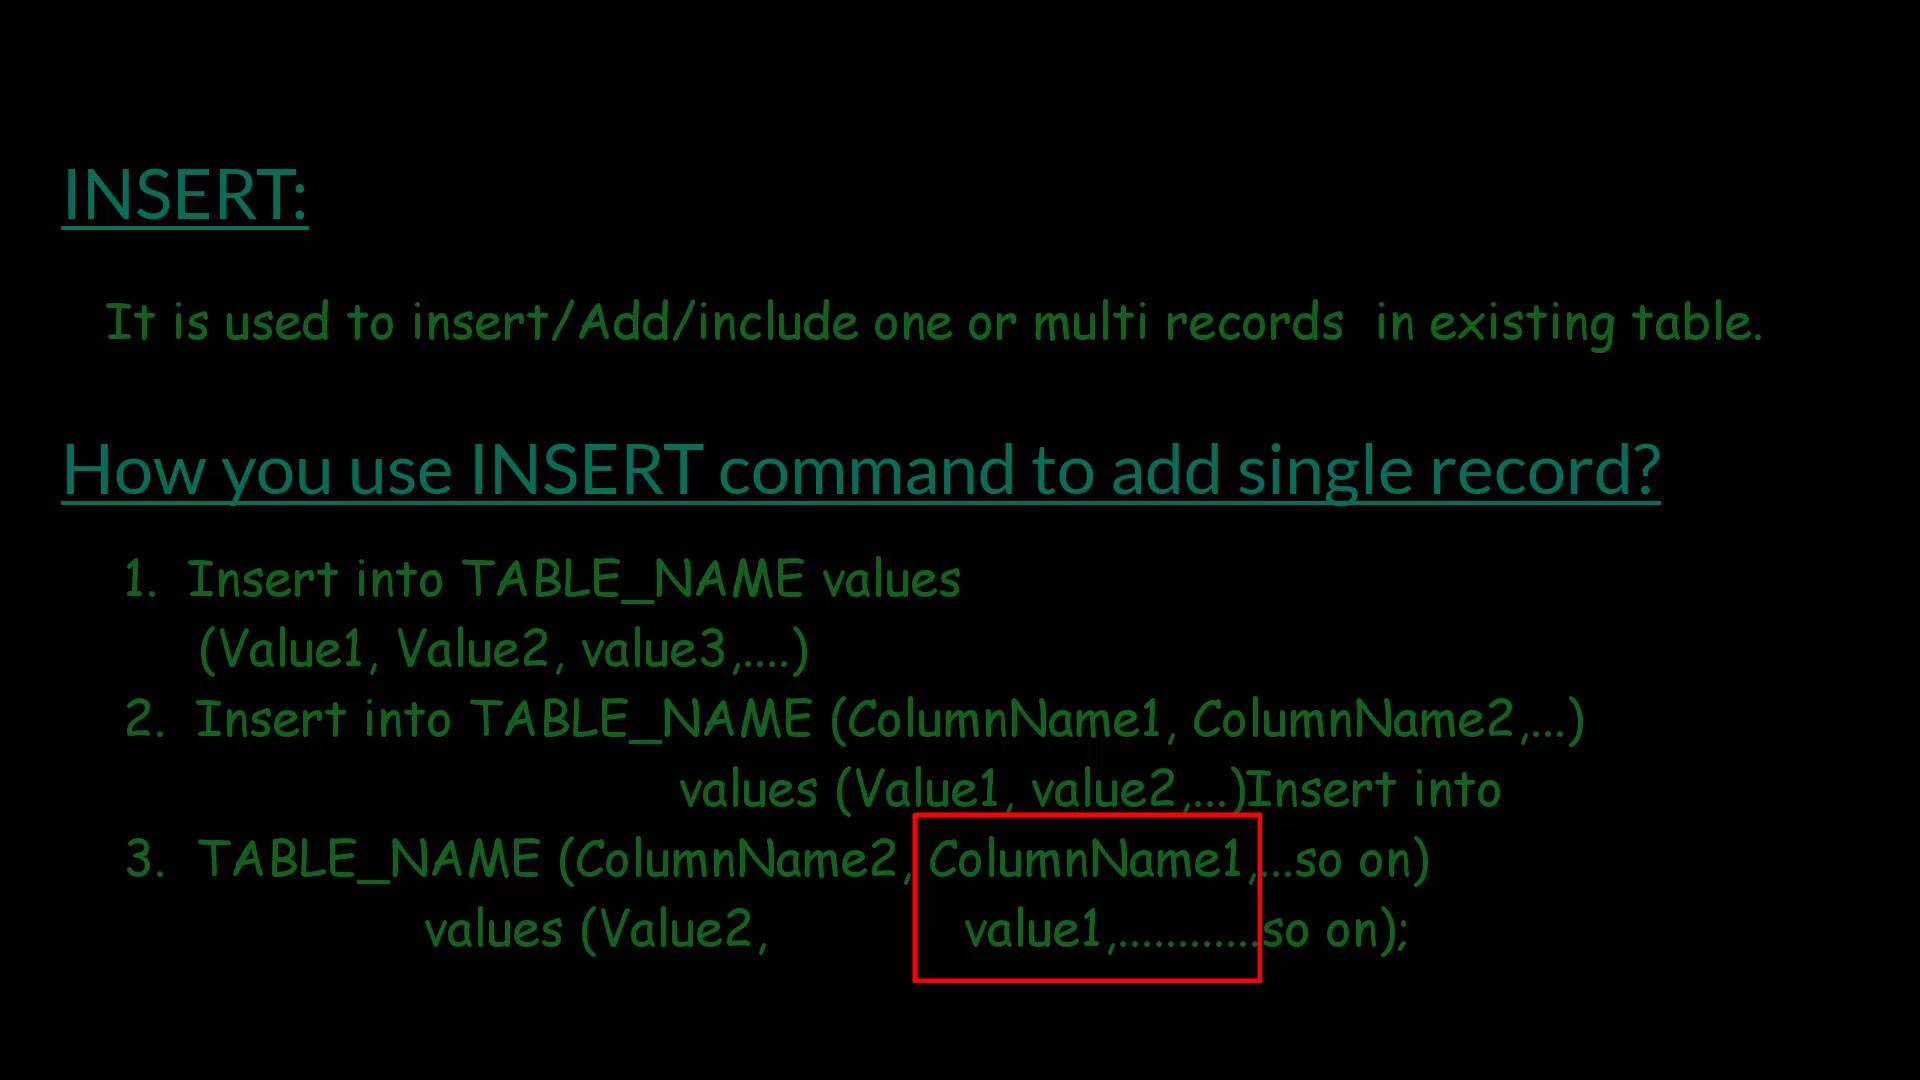 INSERT:
It is used to insert/Add/include one or multi records  in existing table.
How you use INSERT command to add single record?
1. Insert into TABLE_NAME values
(Value1, Value2, value3,....)
2. Insert into TABLE_NAME (ColumnName1, ColumnName2,...)
values (Value1, value2,...)Insert into
3. TABLE_NAME (ColumnName2, ColumnName1,...so on)
values (Value2, value1,............so on);